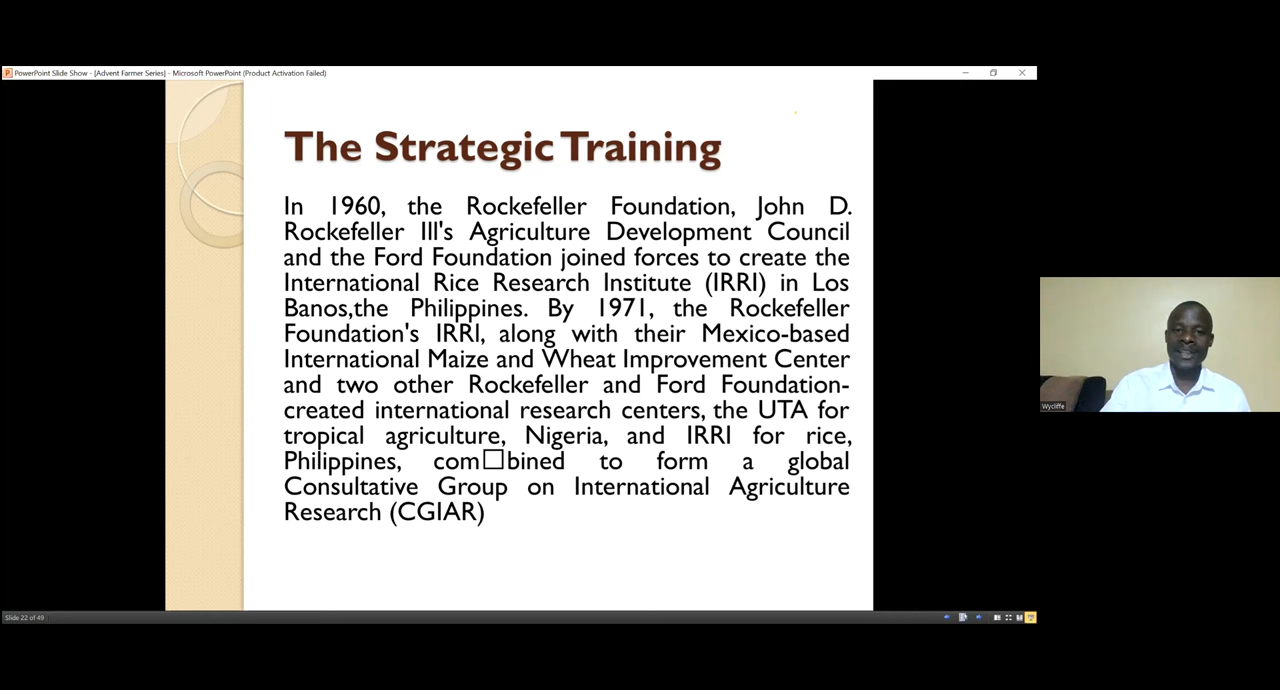 PowerPoint Slide Show - [Advent Farmer Series] - Microsoft PowerPoint (Product Activation Failed)
The Strategic Training
In 1960, the Rockefeller Foundation, John D.
Rockefeller Ill's Agriculture Development Council
and the Ford Foundation joined forces to create the
International Rice Research Institute (IRRI) in Los
Banos,the Philippines. By 1971, the Rockefeller
Foundation's IRRI, along with their Mexico-based
International Maize and Wheat Improvement Center
and two other Rockefeller and Ford Foundation-
created international research centers, the UTA for
tropical agriculture, Nigeria, and IRRI for rice,
Philippines, com□bined to form a global
Consultative Group on International Agriculture
Research (CGIAR)
Wycliffe
Slide 22 of 49